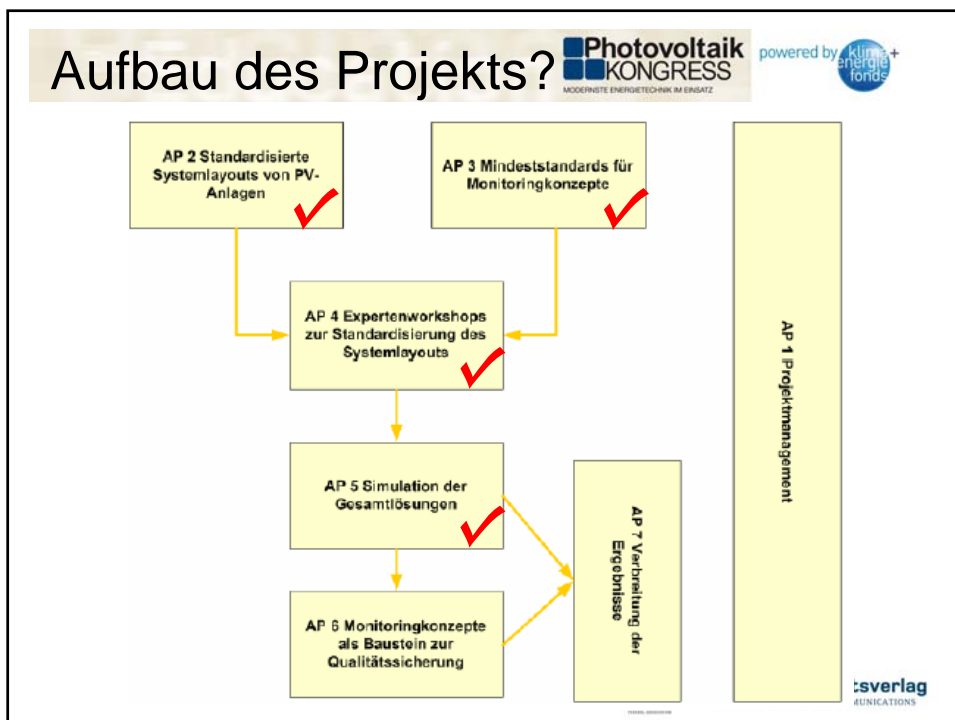 Aufbau des Projekts?
Photovoltaik
KONGRESS
MODERNSTE ENERGIETECHNIK IM EINSATZ
powered by
klima+
energie
fonds
AP 2 Standardisierte
Systemlayouts von PV-
Anlagen
AP 3 Mindeststandards für
Monitoringkonzepte
AP 4 Expertenworkshops
zur Standardisierung des
Systemlayouts
AP 5 Simulation der
Gesamtlösungen
AP 6 Monitoringkonzepte
als Baustein zur
Qualitätssicherung
AP 7 Verbreitung der
Ergebnisse
AP 1 Projektmanagement
tsverlag
MUNICATIONS